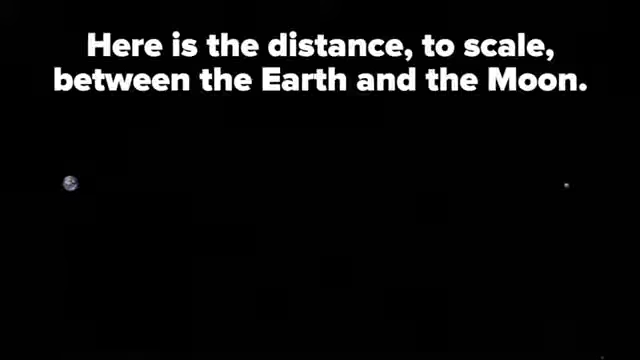 Here is the distance, to scale,
between the Earth and the Moon.